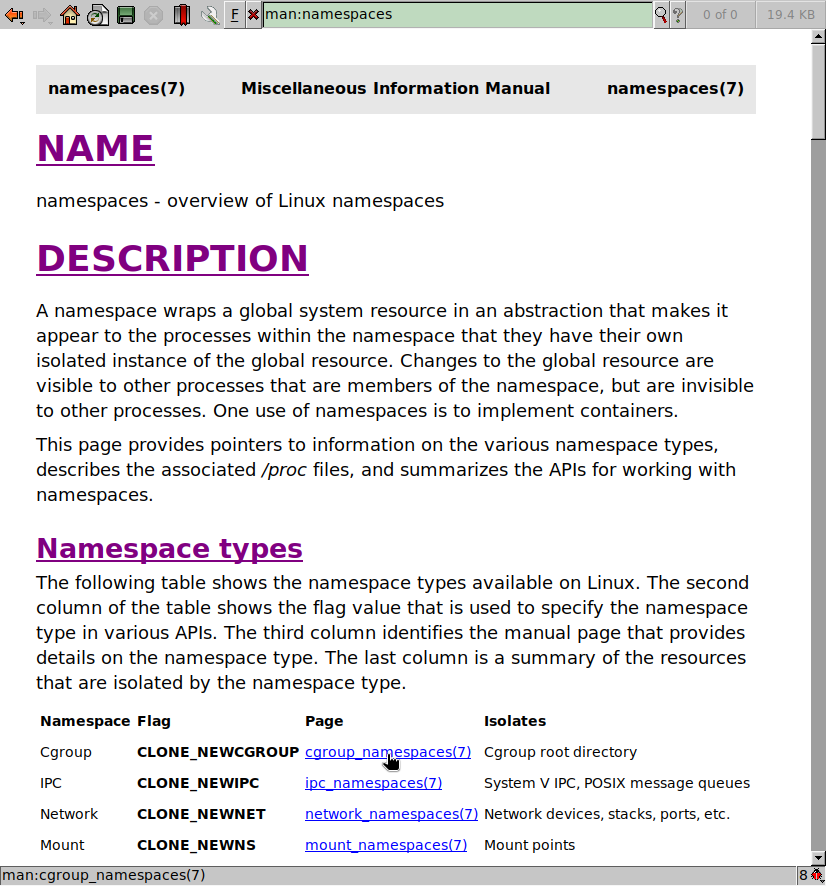 F man:namespaces ? 0 of 0 19.4 KB
namespaces(7) Miscellaneous Information Manual namespaces(7)
NAME
namespaces - overview of Linux namespaces
DESCRIPTION
A namespace wraps a global system resource in an abstraction that makes it
appear to the processes within the namespace that they have their own
isolated instance of the global resource. Changes to the global resource are
visible to other processes that are members of the namespace, but are invisible
to other processes. One use of namespaces is to implement containers.
This page provides pointers to information on the various namespace types,
describes the associated /proc files, and summarizes the APIs for working with
namespaces.
Namespace types
The following table shows the namespace types available on Linux. The second
column of the table shows the flag value that is used to specify the namespace
type in various APIs. The third column identifies the manual page that provides
details on the namespace type. The last column is a summary of the resources
that are isolated by the namespace type.
Namespace Flag Page Isolates
Cgroup CLONE_NEWCGROUP cgroup_namespaces(7) Cgroup root directory
IPC CLONE_NEWIPC ipc_namespaces(7) System V IPC, POSIX message queues
Network CLONE_NEWNET network_namespaces(7) Network devices, stacks, ports, etc.
Mount CLONE_NEWNS mount_namespaces(7) Mount points
man:cgroup_namespaces(7) 8